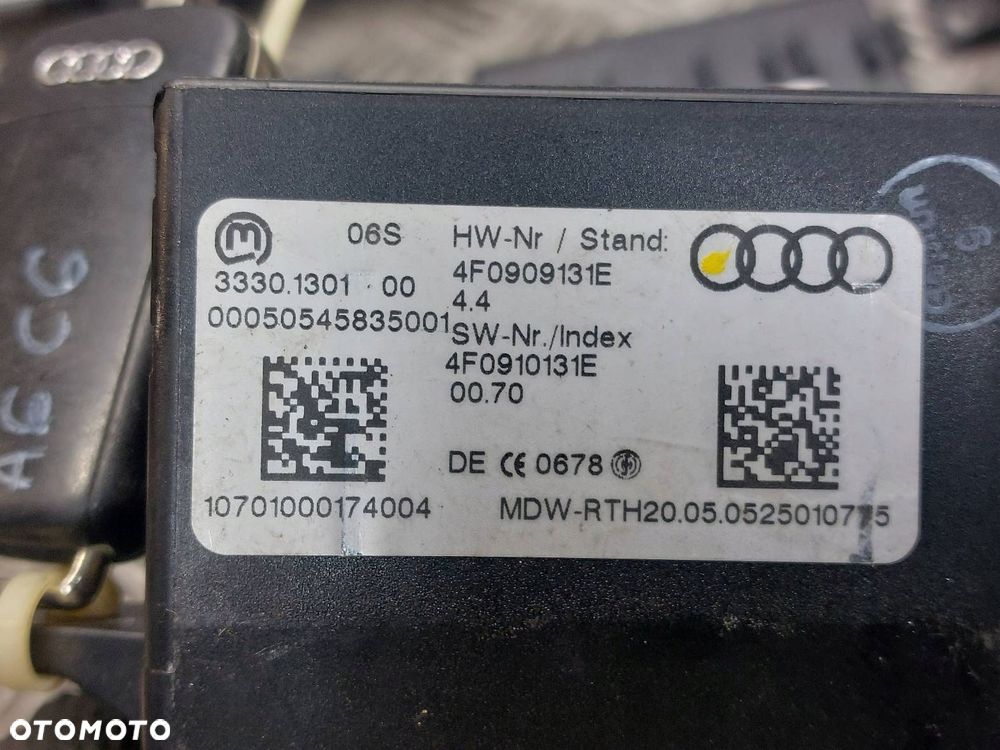 A6 C6
M
06S
HW-Nr / Stand:
3330.1301 00
4F0909131E
4.4
00050545835001
SW-Nr./Index
4F0910131E
00.70
DE CE 0678
10701000174004
MDW-RTH20.05.0525010775
OTOMOTO